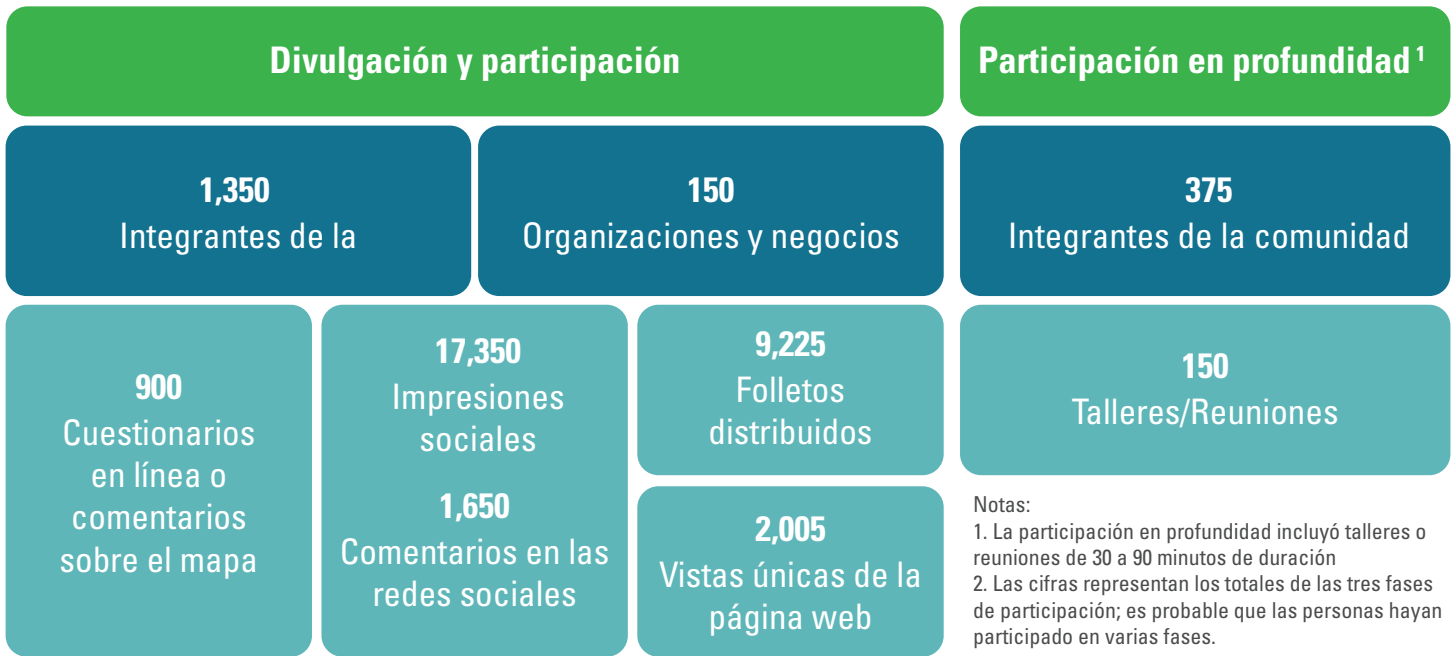 Divulgación y participación
Participación en profundidad 1
1,350
Integrantes de la
150
Organizaciones y negocios
375
Integrantes de la comunidad
900
Cuestionarios
en línea o
comentarios
sobre el mapa
17,350
Impresiones
sociales
1,650
Comentarios en las
redes sociales
9,225
Folletos
distribuidos
2,005
Vistas únicas de la
página web
150
Talleres/Reuniones
Notas:
1. La participación en profundidad incluyó talleres o
reuniones de 30 a 90 minutos de duración
2. Las cifras representan los totales de las tres fases
de participación; es probable que las personas hayan
participado en varias fases.